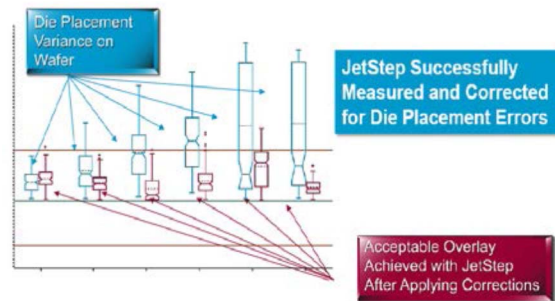 Die Placement
Variance on
Wafer
JetStep Successfully
Measured and Corrected
for Die Placement Errors
Acceptable Overlay
Achieved with JetStep
After Applying Corrections